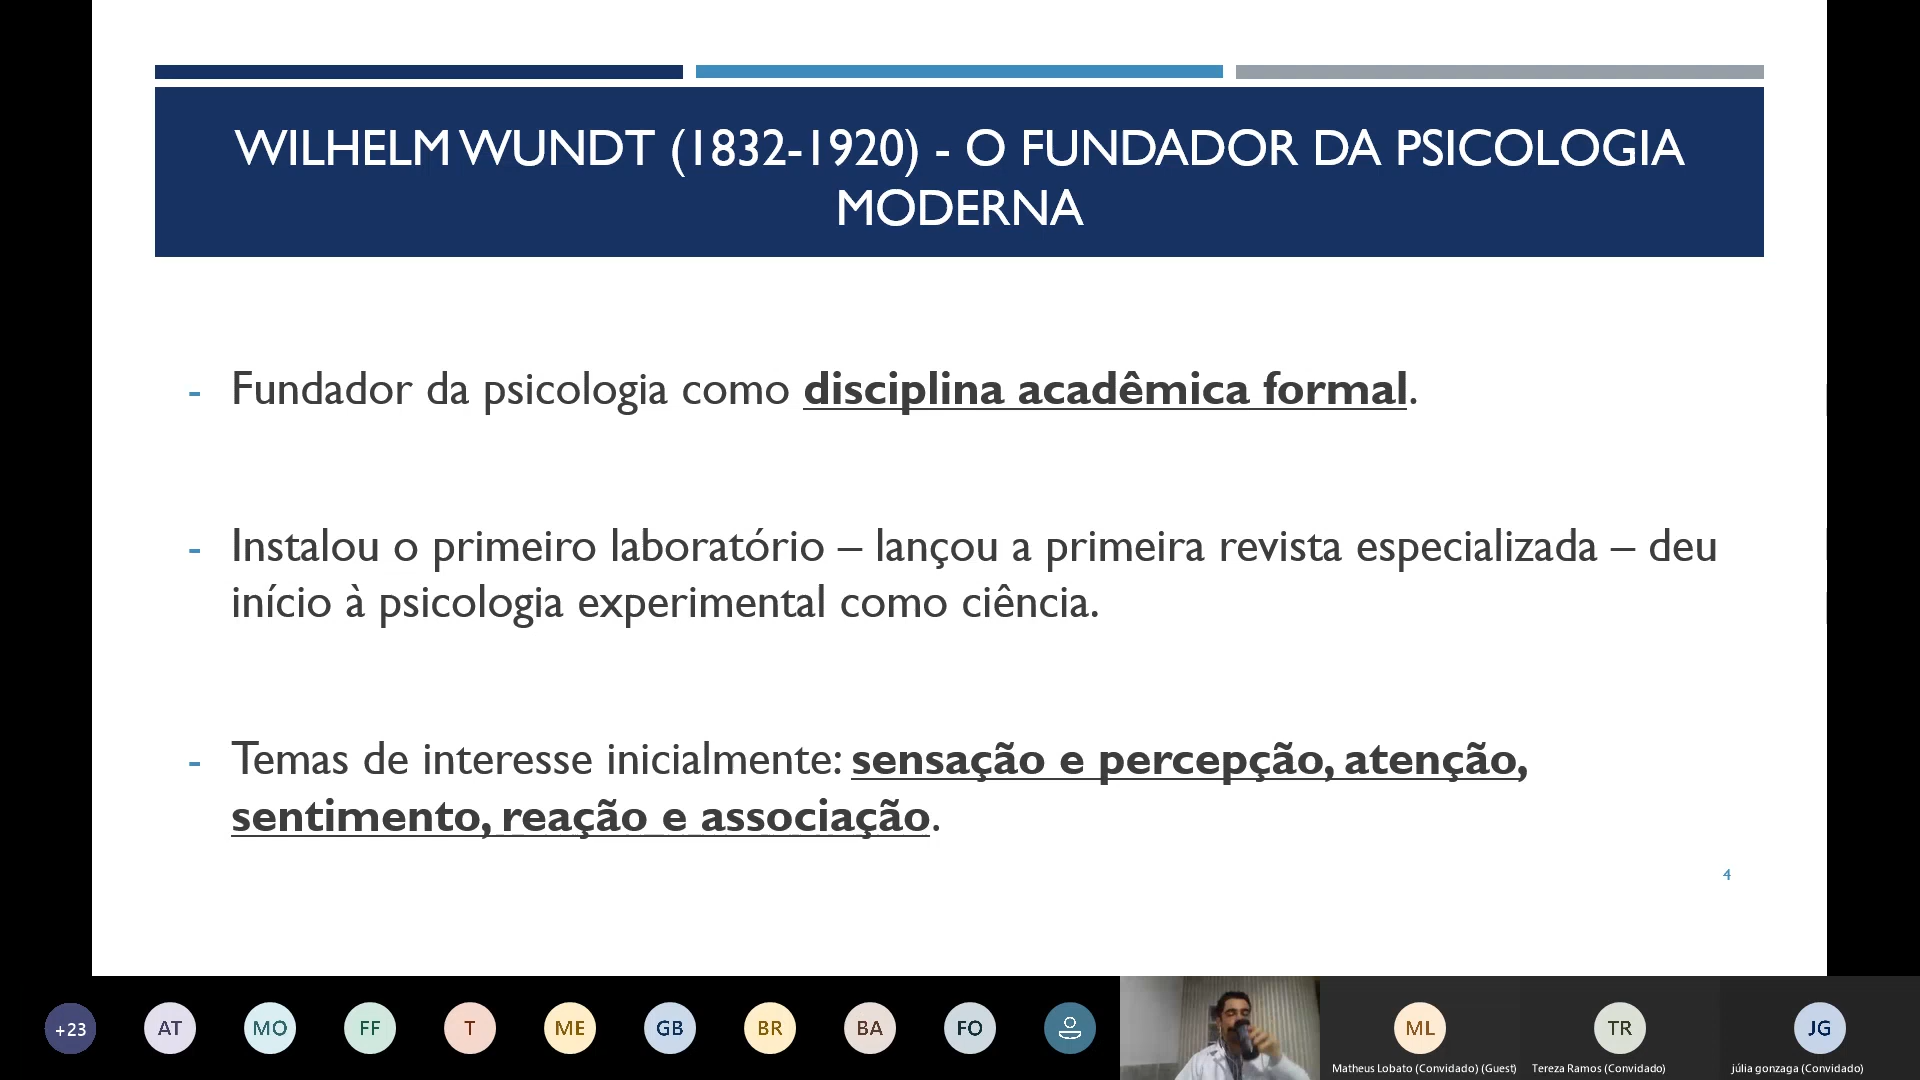 WILHELM WUNDT (1832-1920) - O FUNDADOR DA PSICOLOGIA
MODERNA
- Fundador da psicologia como disciplina acadêmica formal.
- Instalou o primeiro laboratório – lançou a primeira revista especializada – deu
início à psicologia experimental como ciência.
- Temas de interesse inicialmente: sensação e percepção, atenção,
sentimento, reação e associação.
4
+23
AT
MO
FF
T
ME
GB
BR
BA
FO
ML
TR
JG
Matheus Lobato (Convidado) (Guest)
Tereza Ramos (Convidado)
júlia gonzaga (Convidado)